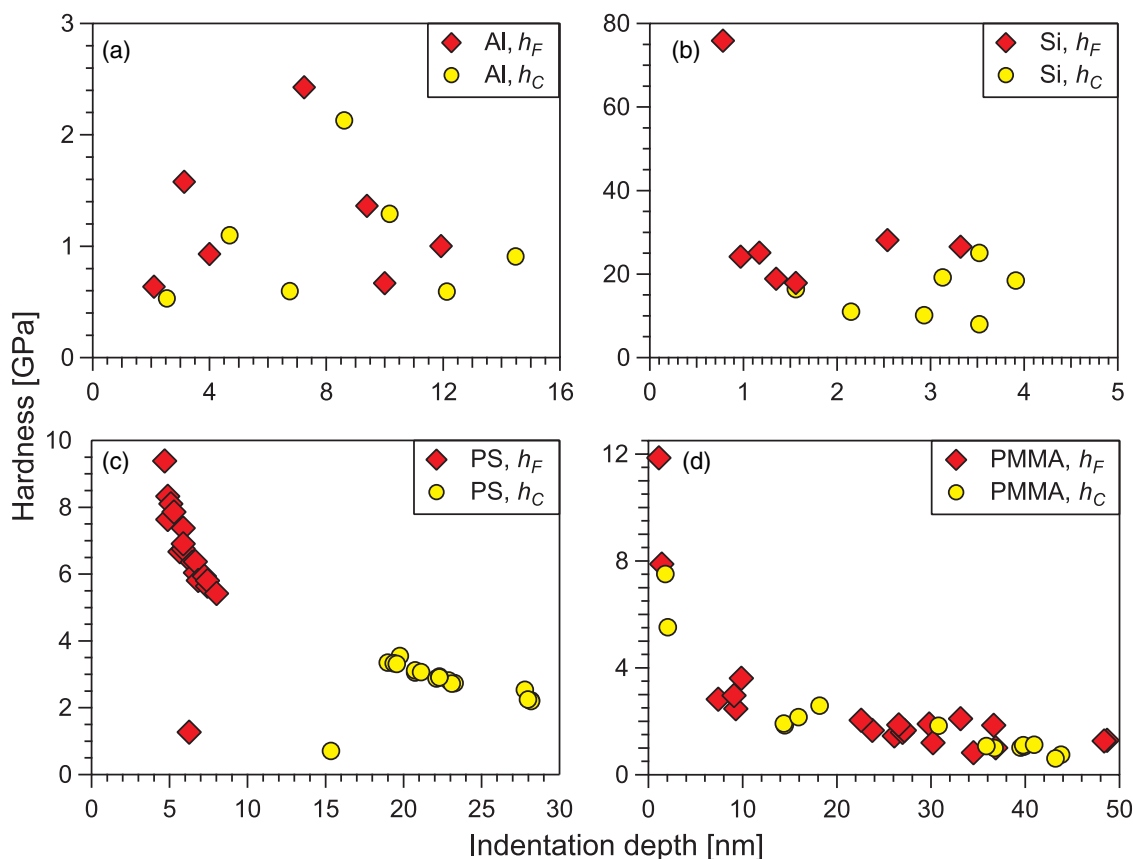 Hardness [GPa]
(a)
Al, hF
Al, hC
3
2
1
0
0 4 8 12 16
(b)
Si, hF
Si, hC
80
60
40
20
0
0 1 2 3 4 5
(c)
PS, hF
PS, hC
10
8
6
4
2
0
0 5 10 15 20 25 30
(d)
PMMA, hF
PMMA, hC
12
8
4
0
0 10 20 30 40 50
Indentation depth [nm]